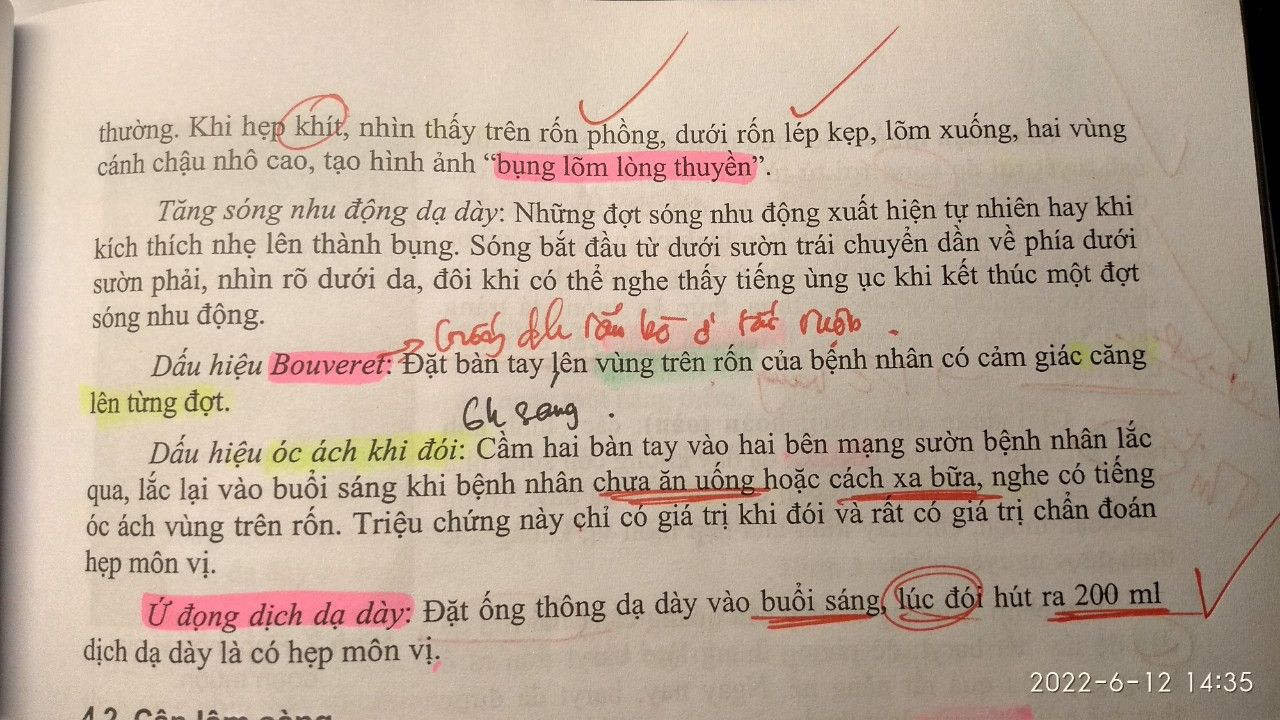 thường. Khi hẹp khít, nhìn thấy trên rốn phồng, dưới rốn lép kẹp, lõm xuống, hai vùng
cánh chậu nhô cao, tạo hình ảnh “bụng lõm lòng thuyền”.
Tăng sóng nhu động dạ dày: Những đợt sóng nhu động xuất hiện tự nhiên hay khi
kích thích nhẹ lên thành bụng. Sóng bắt đầu từ dưới sườn trái chuyển dần về phía dưới
sườn phải, nhìn rõ dưới da, đôi khi có thể nghe thấy tiếng ùng ục khi kết thúc một đợt
sóng nhu động.
rắn bò ở tắc ruột.
Dấu hiệu Bouveret: Đặt bàn tay lên vùng trên rốn của bệnh nhân có cảm giác căng
lên từng đợt.
Dấu hiệu óc ách khi đói: Cầm hai bàn tay vào hai bên mạng sườn bệnh nhân lắc
qua, lắc lại vào buổi sáng khi bệnh nhân chưa ăn uống hoặc cách xa bữa, nghe có tiếng
óc ách vùng trên rốn. Triệu chứng này chỉ có giá trị khi đói và rất có giá trị chẩn đoán
hẹp môn vị.
Ứ đọng dịch dạ dày: Đặt ống thông dạ dày vào buổi sáng, lúc đói hút ra 200 ml
dịch dạ dày là có hẹp môn vị.
2022-6-12 14:35